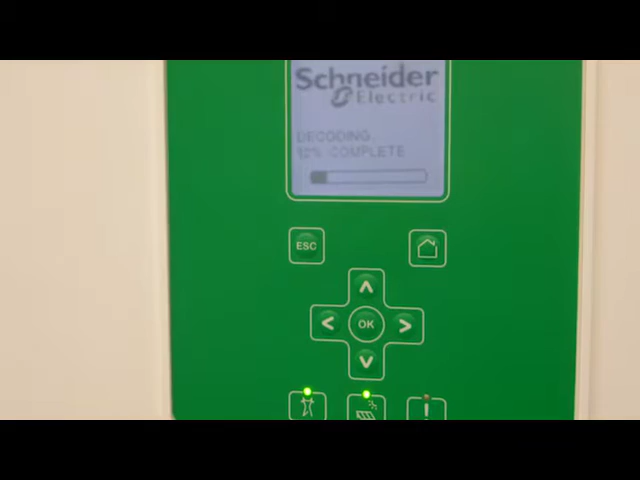 Schneider
Electric
DECODING...
12% COMPLETE
ESC
OK